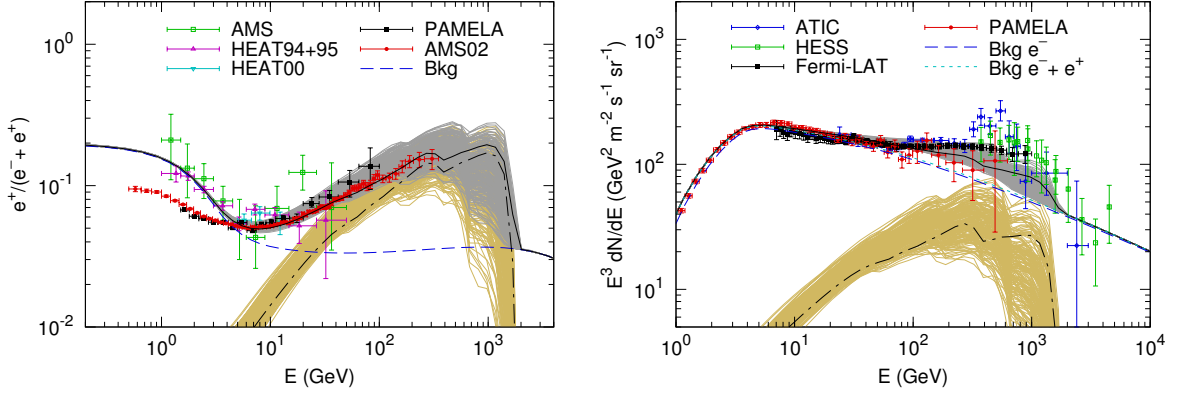 AMS
HEAT94+95
HEAT00
PAMELA
AMS02
Bkg
10⁰
10⁻¹
10⁻²
e⁺/(e⁻ + e⁺)
10⁰ 10¹ 10² 10³
E (GeV)
ATIC
HESS
Fermi-LAT
PAMELA
Bkg e⁻
Bkg e⁻ + e⁺
10²
10²
10¹
E³ dN/dE (GeV² m⁻² s⁻¹ sr⁻¹)
10⁰ 10¹ 10² 10³ 10⁴
E (GeV)